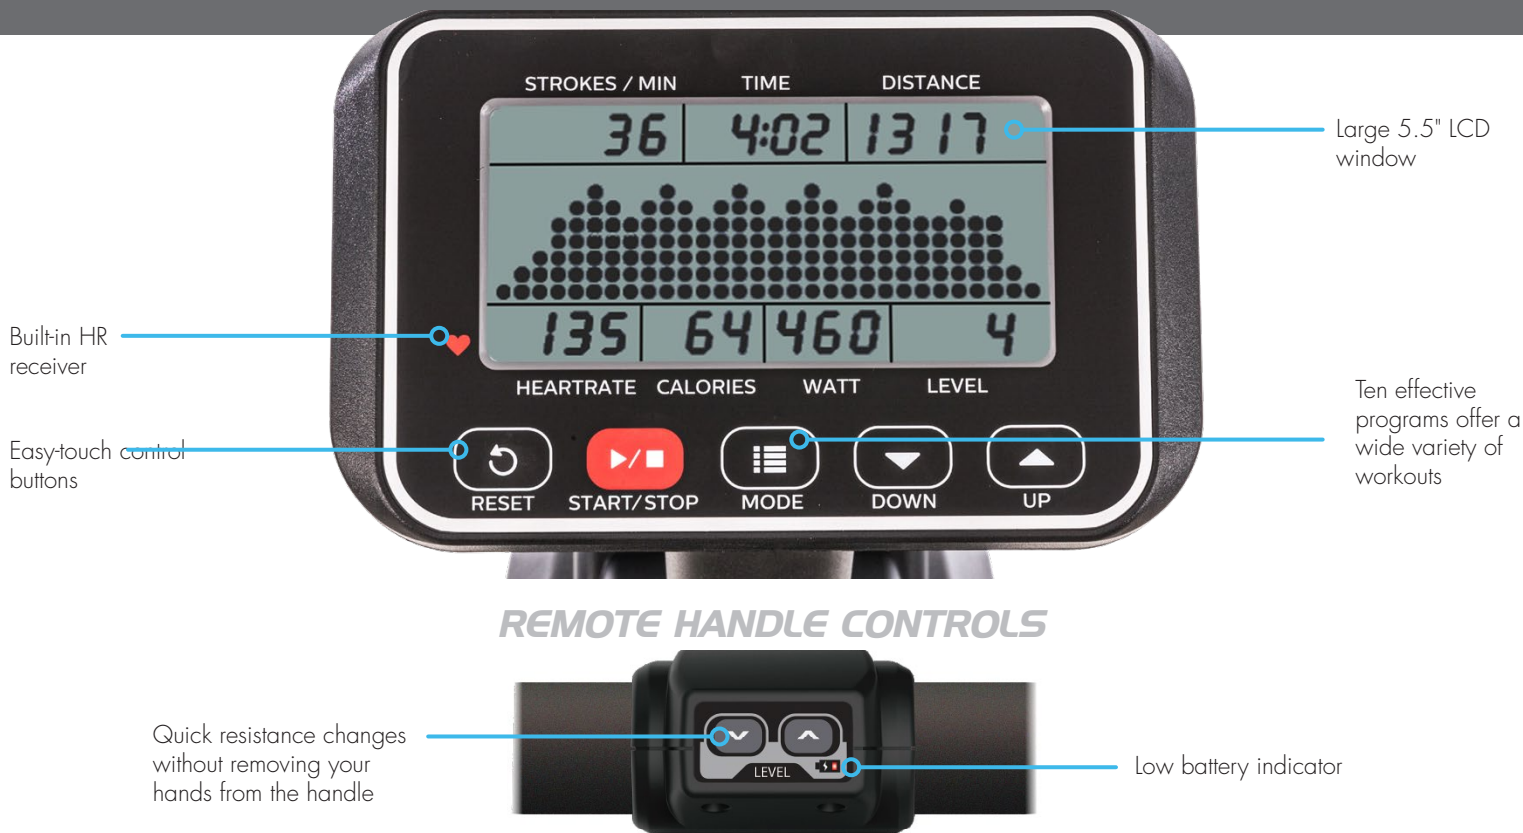 STROKES / MIN TIME DISTANCE
36 4:02 1317
Large 5.5" LCD
window
135 64 460 4
Built-in HR
receiver
HEARTRATE CALORIES WATT LEVEL
Ten effective
programs offer a
wide variety of
workouts
Easy-touch control
buttons
RESET START/STOP MODE DOWN UP
REMOTE HANDLE CONTROLS
Quick resistance changes
without removing your
hands from the handle
LEVEL
Low battery indicator